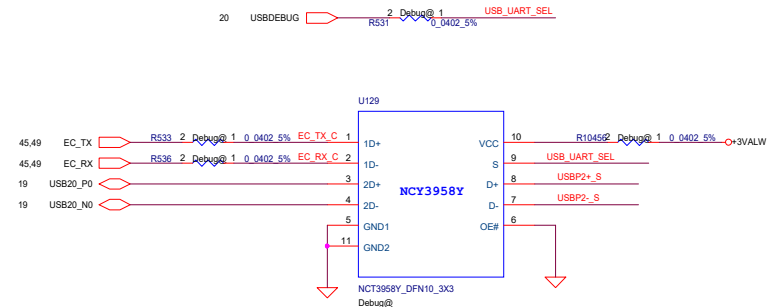 20 USBDEBUG 2 Debug@ 1 USB_UART_SEL
R531 0_0402_5%
U129
45,49 EC_TX R533 2 Debug@ 1 0_0402_5% EC_TX_C 1 1D+ VCC 10 R10456 2 Debug@ 1 0_0402_5% +3VALW
45,49 EC_RX R536 2 Debug@ 1 0_0402_5% EC_RX_C 2 1D- S 9 USB_UART_SEL
19 USB20_P0 3 2D+ D+ 8 USBP2+_S
NCY3958Y
19 USB20_N0 4 2D- D- 7 USBP2-_S
5 GND1 OE# 6
11 GND2
NCT3958Y_DFN10_3X3
Debug@